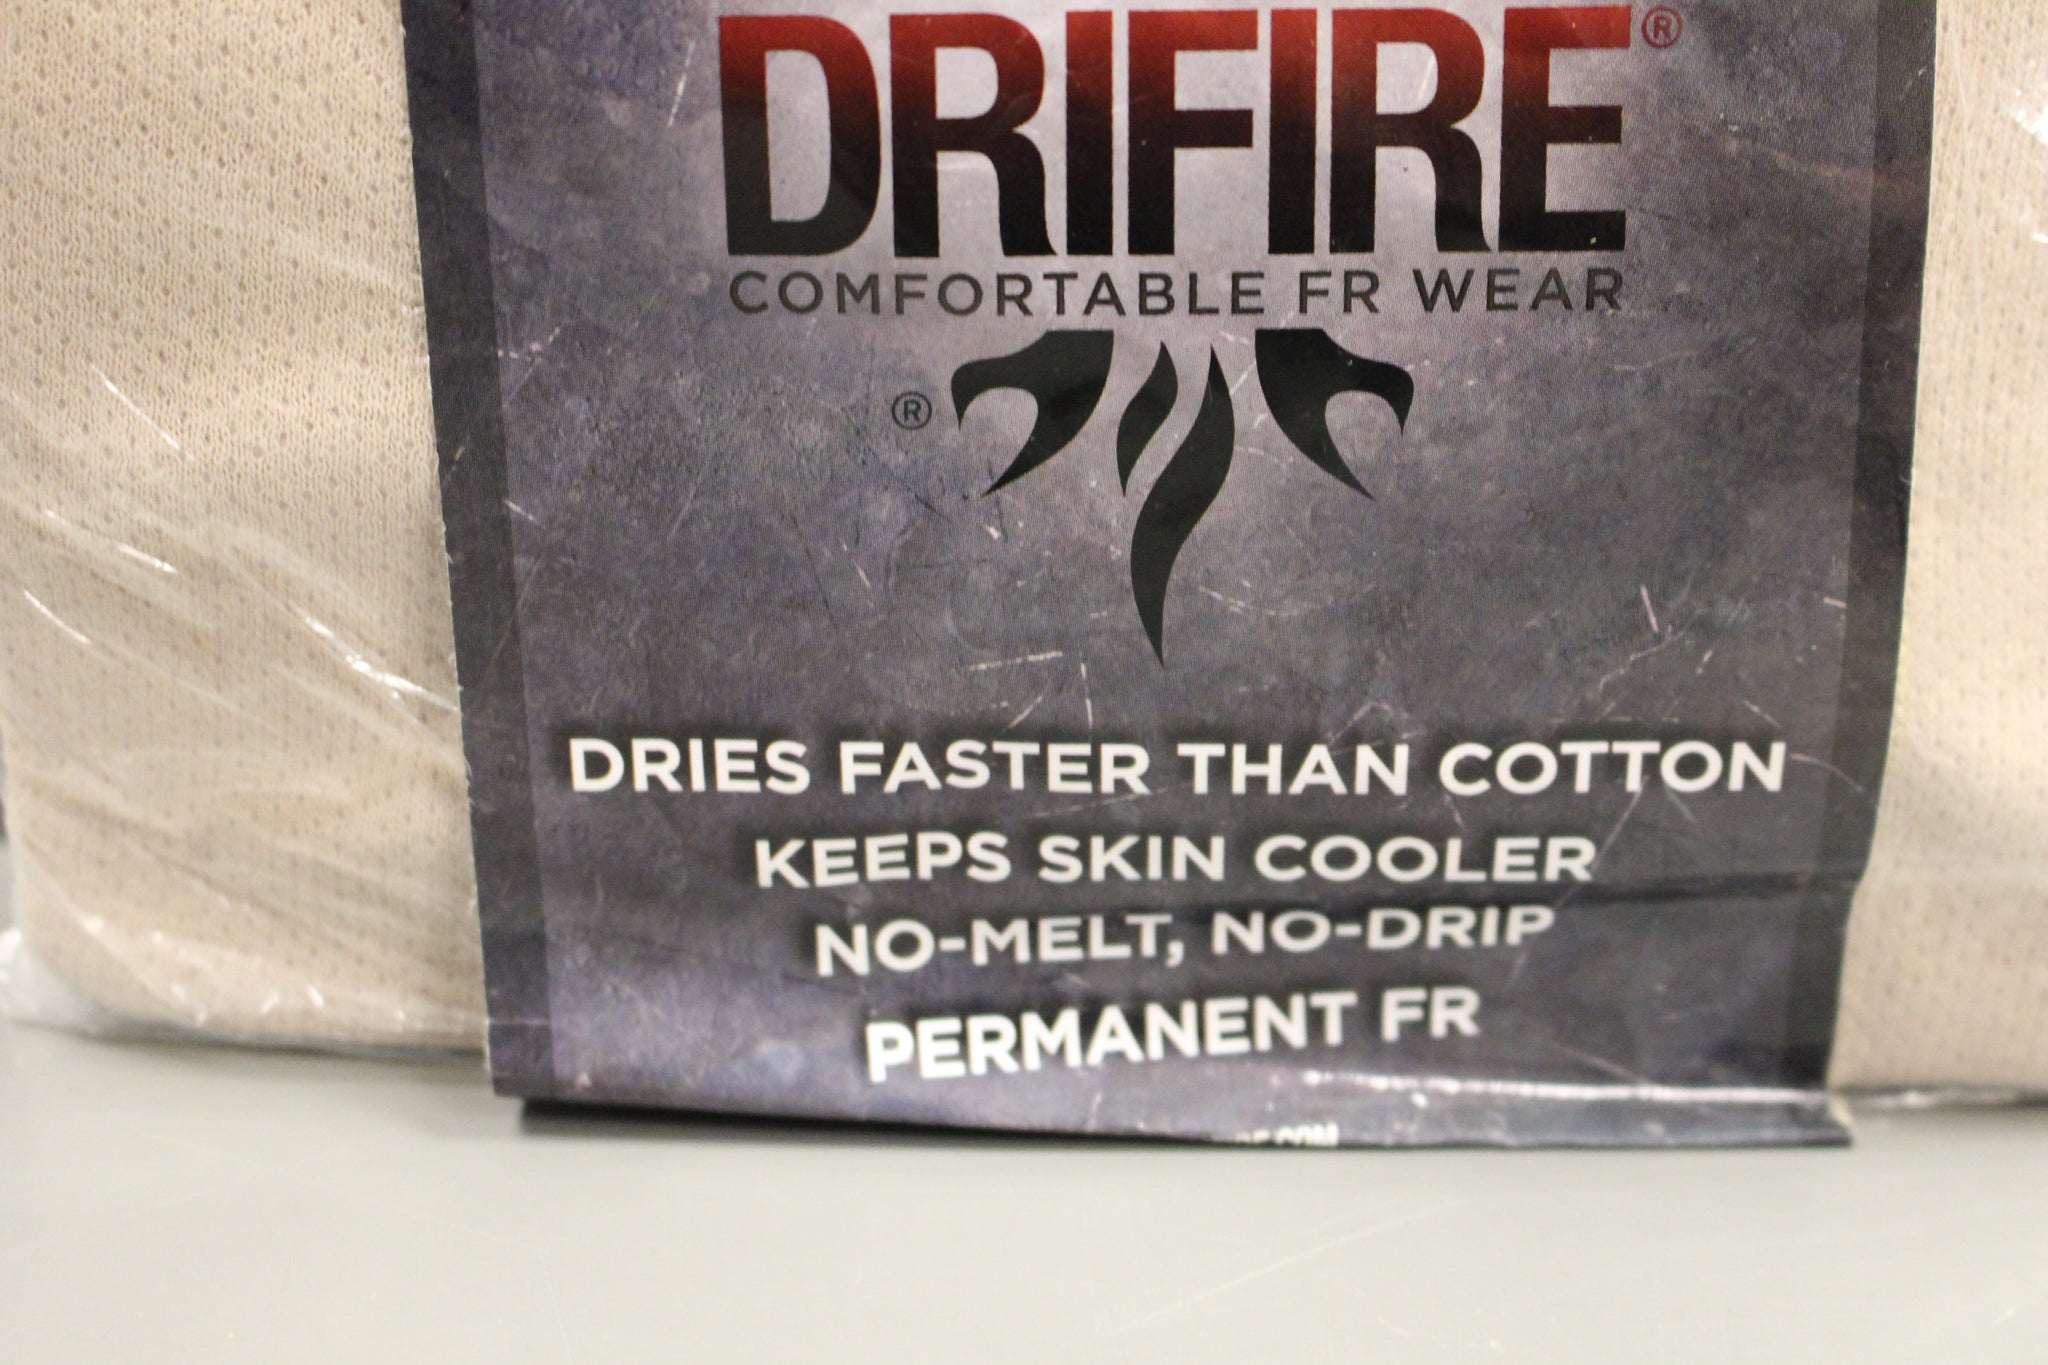 DRIFIRE®
COMFORTABLE FR WEAR
®
DRIES FASTER THAN COTTON
KEEPS SKIN COOLER
NO-MELT, NO-DRIP
PERMANENT FR